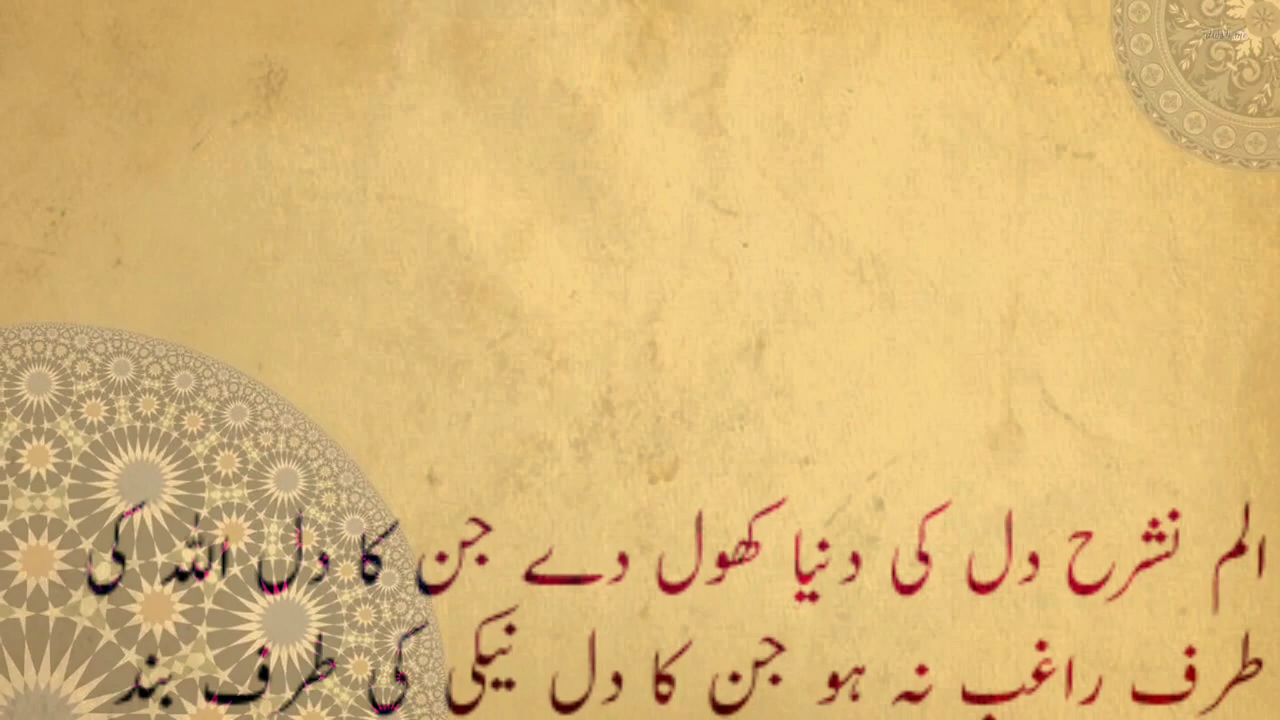 الم نشرح دل کی دنیا کھول دے جن کا دل اللہ کی
طرف راغب نہ ہو جن کا دل نیکی کی طرف بند